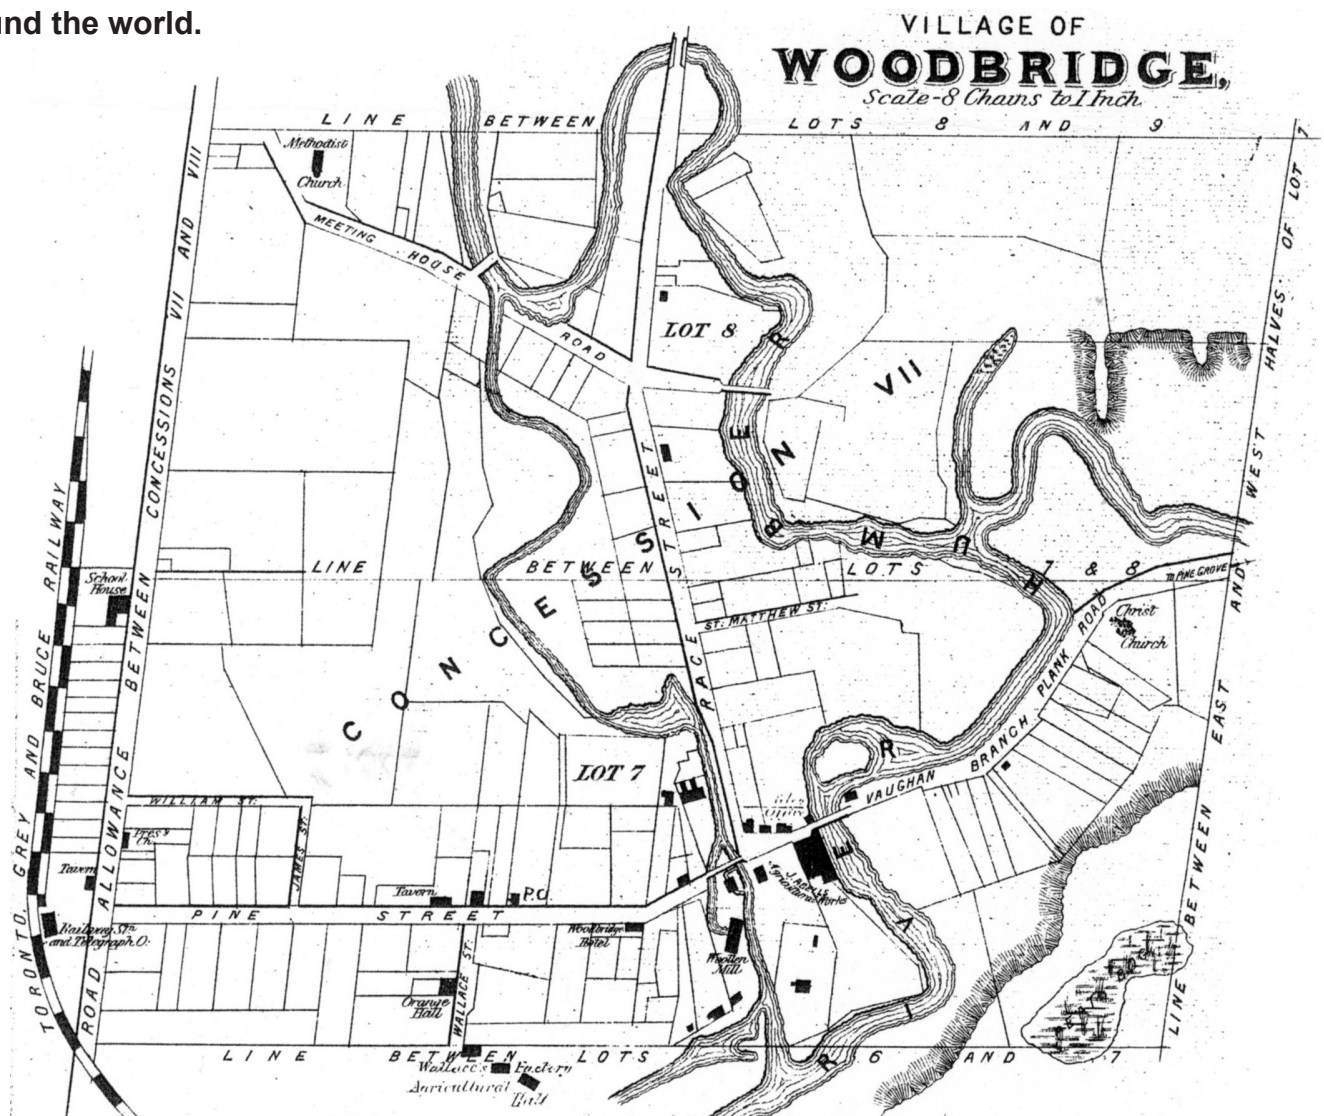 und the world.
VILLAGE OF
WOODBRIDGE,
Scale-8 Chains to 1 Inch
LINE BETWEEN LOTS 8 AND 9
Methodist
Church
MEETING HOUSE ROAD
ROAD ALLOWANCE BETWEEN CONCESSIONS VII AND VIII
LINE BETWEEN EAST AND WEST HALVES OF LOT 7
LOT 8
CONCESSION VII
RIVER HUMBER
TORONTO, GREY AND BRUCE RAILWAY
RACE STREET
School
House
LINE BETWEEN LOTS 7 & 8
TO PINE GROVE
ST. MATTHEW ST.
Christ
Church
VAUGHAN BRANCH PLANK ROAD
LOT 7
WILLIAM ST.
JAMES ST.
Pres's
Ch.
Tavern
Tavern
P.O.
J. Abell's
Agricultural Works
PINE STREET
Railway Stn
and Telegraph O.
Woodbridge
Hotel
Woollen
Mill
Orange
Hall
WALLACE ST.
LINE BETWEEN LOTS 6 AND 7
Wallace's Factory
Agricultural
Hall